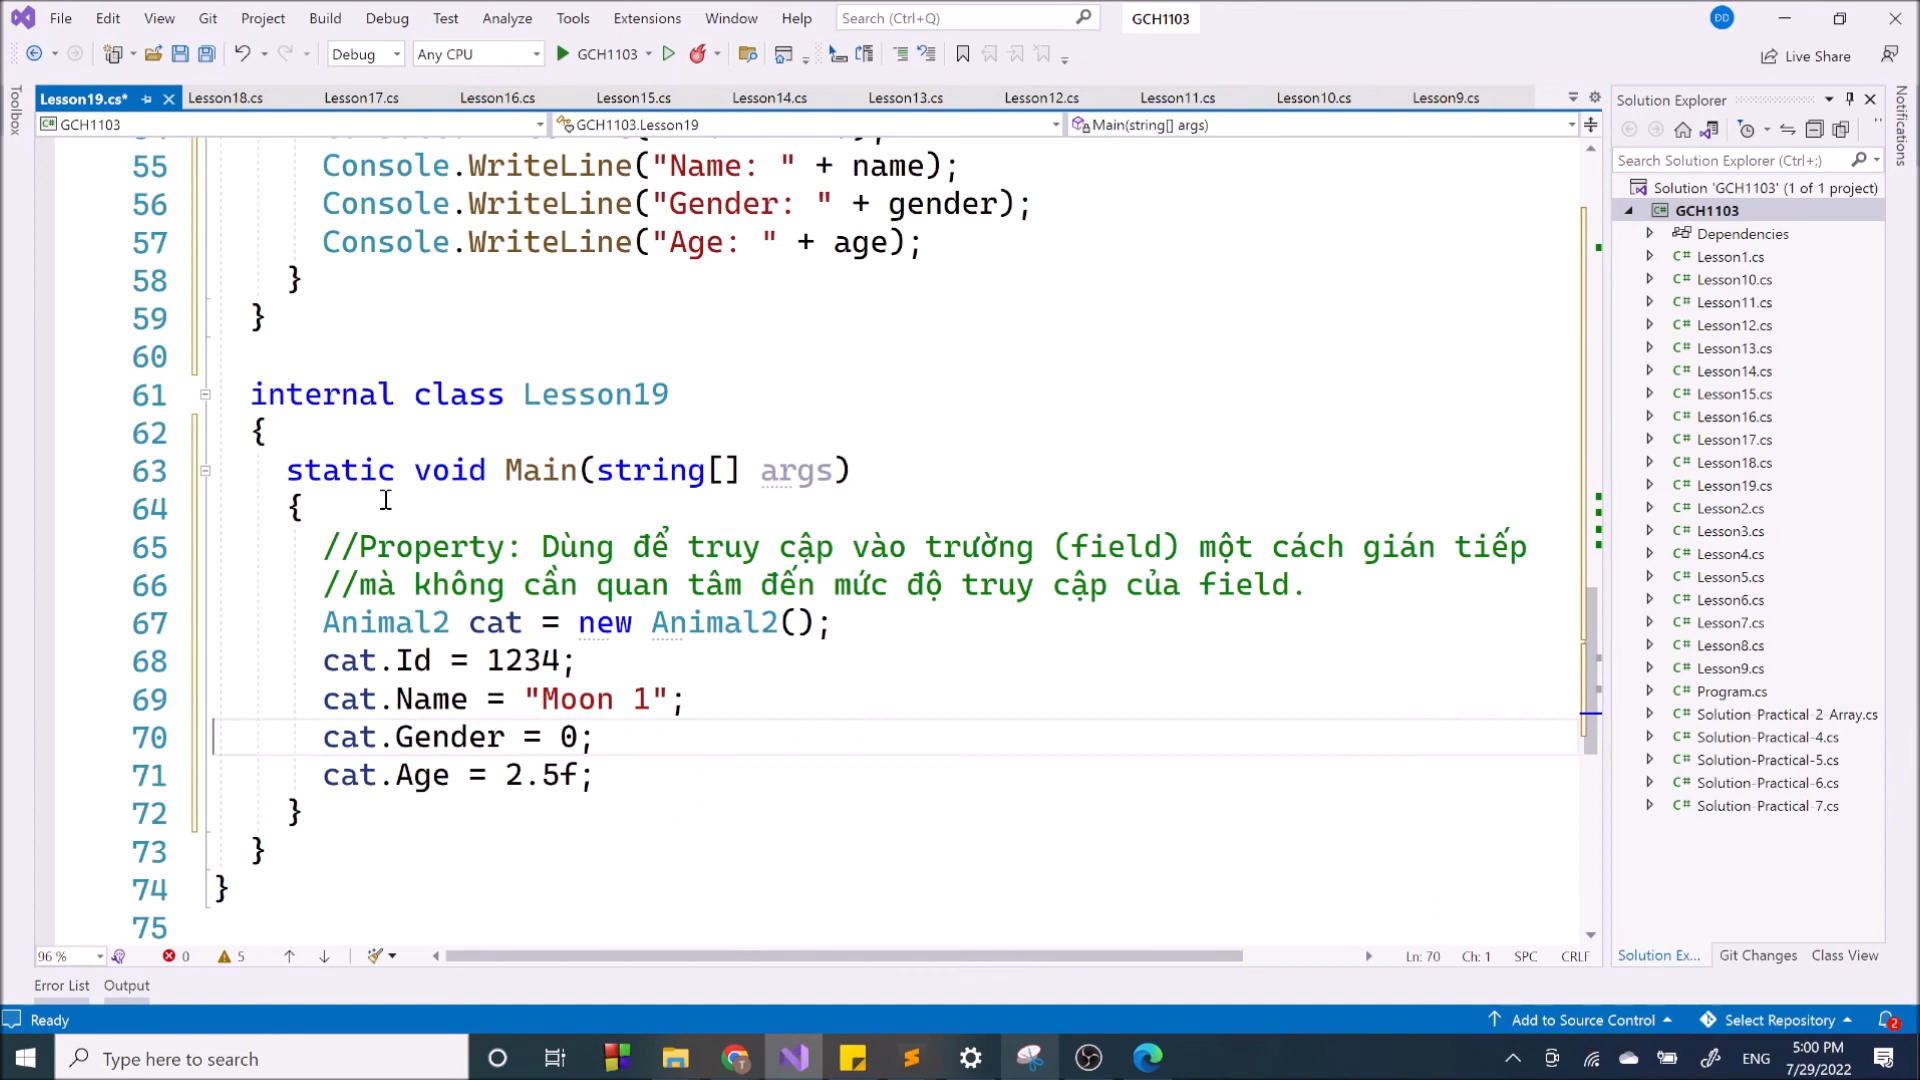 File Edit View Git Project Build Debug Test Analyze Tools Extensions Window Help Search (Ctrl+Q) GCH1103 DD
Debug Any CPU GCH1103 Live Share
Toolbox
Lesson19.cs* Lesson18.cs Lesson17.cs Lesson16.cs Lesson15.cs Lesson14.cs Lesson13.cs Lesson12.cs Lesson11.cs Lesson10.cs Lesson9.cs
GCH1103 GCH1103.Lesson19 Main(string[] args)
55 Console.WriteLine("Name: " + name);
56 Console.WriteLine("Gender: " + gender);
57 Console.WriteLine("Age: " + age);
58 }
59 }
60
61 internal class Lesson19
62 {
63 static void Main(string[] args)
64 {
65 //Property: Dùng để truy cập vào trường (field) một cách gián tiếp
66 //mà không cần quan tâm đến mức độ truy cập của field.
67 Animal2 cat = new Animal2();
68 cat.Id = 1234;
69 cat.Name = "Moon 1";
70 cat.Gender = 0;
71 cat.Age = 2.5f;
72 }
73 }
74 }
75
96 % 0 5 Ln: 70 Ch: 1 SPC CRLF
Error List Output
Solution Explorer
Search Solution Explorer (Ctrl+;)
Solution 'GCH1103' (1 of 1 project)
GCH1103
Dependencies
C# Lesson1.cs
C# Lesson10.cs
C# Lesson11.cs
C# Lesson12.cs
C# Lesson13.cs
C# Lesson14.cs
C# Lesson15.cs
C# Lesson16.cs
C# Lesson17.cs
C# Lesson18.cs
C# Lesson19.cs
C# Lesson2.cs
C# Lesson3.cs
C# Lesson4.cs
C# Lesson5.cs
C# Lesson6.cs
C# Lesson7.cs
C# Lesson8.cs
C# Lesson9.cs
C# Program.cs
C# Solution-Practical-2-Array.cs
C# Solution-Practical-4.cs
C# Solution-Practical-5.cs
C# Solution-Practical-6.cs
C# Solution-Practical-7.cs
Solution Ex... Git Changes Class View
Notifications
Ready Add to Source Control Select Repository 2
Type here to search ENG 5:00 PM
7/29/2022